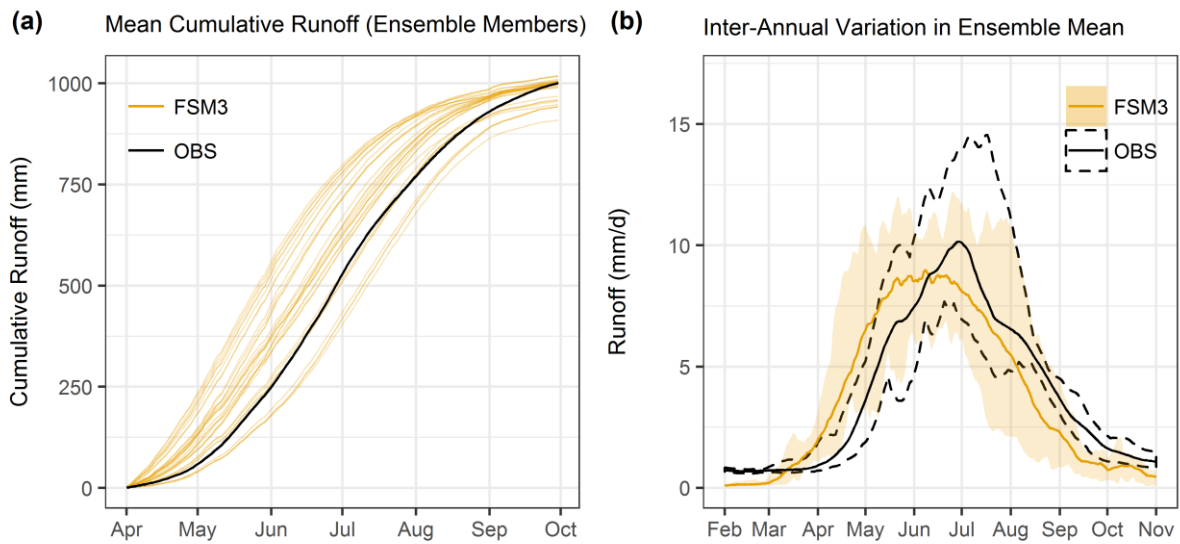 (a)
Mean Cumulative Runoff (Ensemble Members)
Cumulative Runoff (mm)
1000
750
500
250
0
FSM3
OBS
Apr May Jun Jul Aug Sep Oct
(b)
Inter-Annual Variation in Ensemble Mean
Runoff (mm/d)
15
10
5
0
FSM3
OBS
Feb Mar Apr May Jun Jul Aug Sep Oct Nov